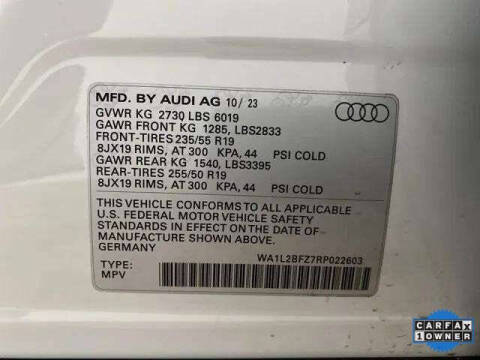 MFD. BY AUDI AG 10/23
GVWR KG 2730 LBS 6019
GAWR FRONT KG 1285, LBS2833
FRONT-TIRES 235/55 R19
8JX19 RIMS, AT 300 KPA, 44 PSI COLD
GAWR REAR KG 1540, LBS3395
REAR-TIRES 255/50 R19
8JX19 RIMS, AT 300 KPA, 44 PSI COLD
THIS VEHICLE CONFORMS TO ALL APPLICABLE
U.S. FEDERAL MOTOR VEHICLE SAFETY
STANDARDS IN EFFECT ON THE DATE OF
MANUFACTURE SHOWN ABOVE.
GERMANY WA1L2BFZ7RP022603
TYPE:
MPV
CARFAX
1 OWNER